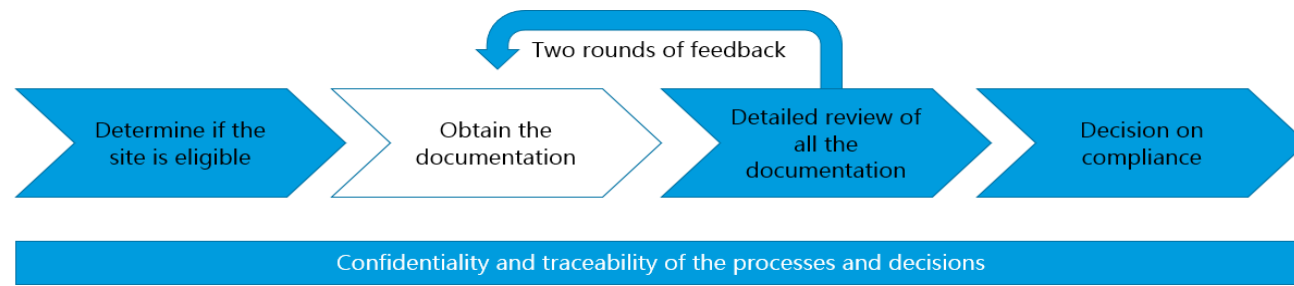 Two rounds of feedback
Determine if the
site is eligible
Obtain the
documentation
Detailed review of
all the
documentation
Decision on
compliance
Confidentiality and traceability of the processes and decisions